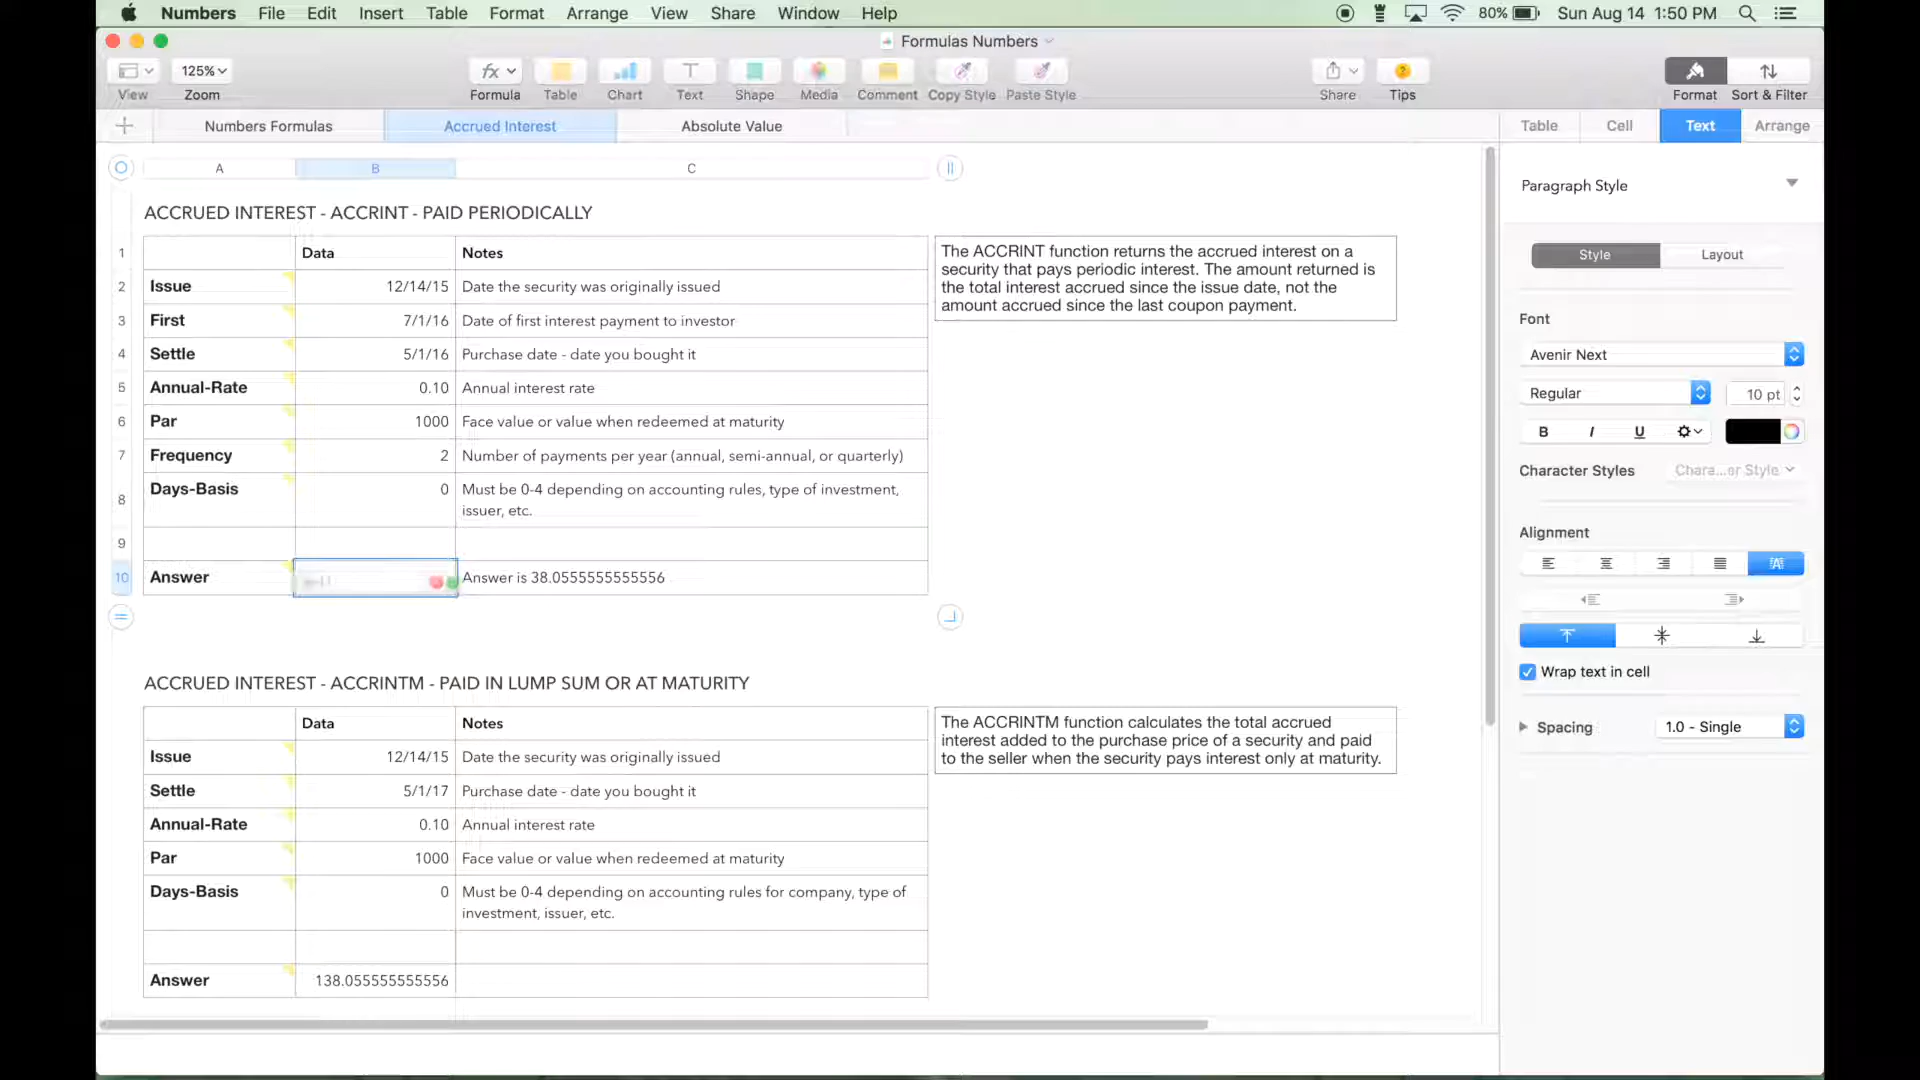 Numbers File Edit Insert Table Format Arrange View Share Window Help 80% Sun Aug 14 1:50 PM
Formulas Numbers
125%
View Zoom Formula Table Chart Text Shape Media Comment Copy Style Paste Style Share Tips Format Sort & Filter
Numbers Formulas Accrued Interest Absolute Value
Table Cell Text Arrange
A B C
ACCRUED INTEREST - ACCRINT - PAID PERIODICALLY
1 Data Notes
2 Issue 12/14/15 Date the security was originally issued
3 First 7/1/16 Date of first interest payment to investor
4 Settle 5/1/16 Purchase date - date you bought it
5 Annual-Rate 0.10 Annual interest rate
6 Par 1000 Face value or value when redeemed at maturity
7 Frequency 2 Number of payments per year (annual, semi-annual, or quarterly)
8 Days-Basis 0 Must be 0-4 depending on accounting rules, type of investment,
issuer, etc.
9
10 Answer Answer is 38.0555555555556
The ACCRINT function returns the accrued interest on a
security that pays periodic interest. The amount returned is
the total interest accrued since the issue date, not the
amount accrued since the last coupon payment.
ACCRUED INTEREST - ACCRINTM - PAID IN LUMP SUM OR AT MATURITY
Data Notes
Issue 12/14/15 Date the security was originally issued
Settle 5/1/17 Purchase date - date you bought it
Annual-Rate 0.10 Annual interest rate
Par 1000 Face value or value when redeemed at maturity
Days-Basis 0 Must be 0-4 depending on accounting rules for company, type of
investment, issuer, etc.
Answer 138.055555555556
The ACCRINTM function calculates the total accrued
interest added to the purchase price of a security and paid
to the seller when the security pays interest only at maturity.
Paragraph Style
Style Layout
Font
Avenir Next
Regular 10 pt
B I U
Character Styles Chara...er Style
Alignment
Wrap text in cell
Spacing 1.0 - Single